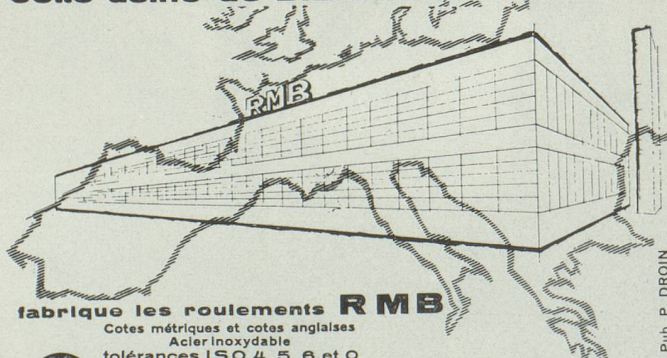 RMB
fabrique les roulements RMB
Cotes métriques et cotes anglaises
Acier inoxydable
tolérances ISO 4, 5, 6 et 0
Ph. P. DROIN